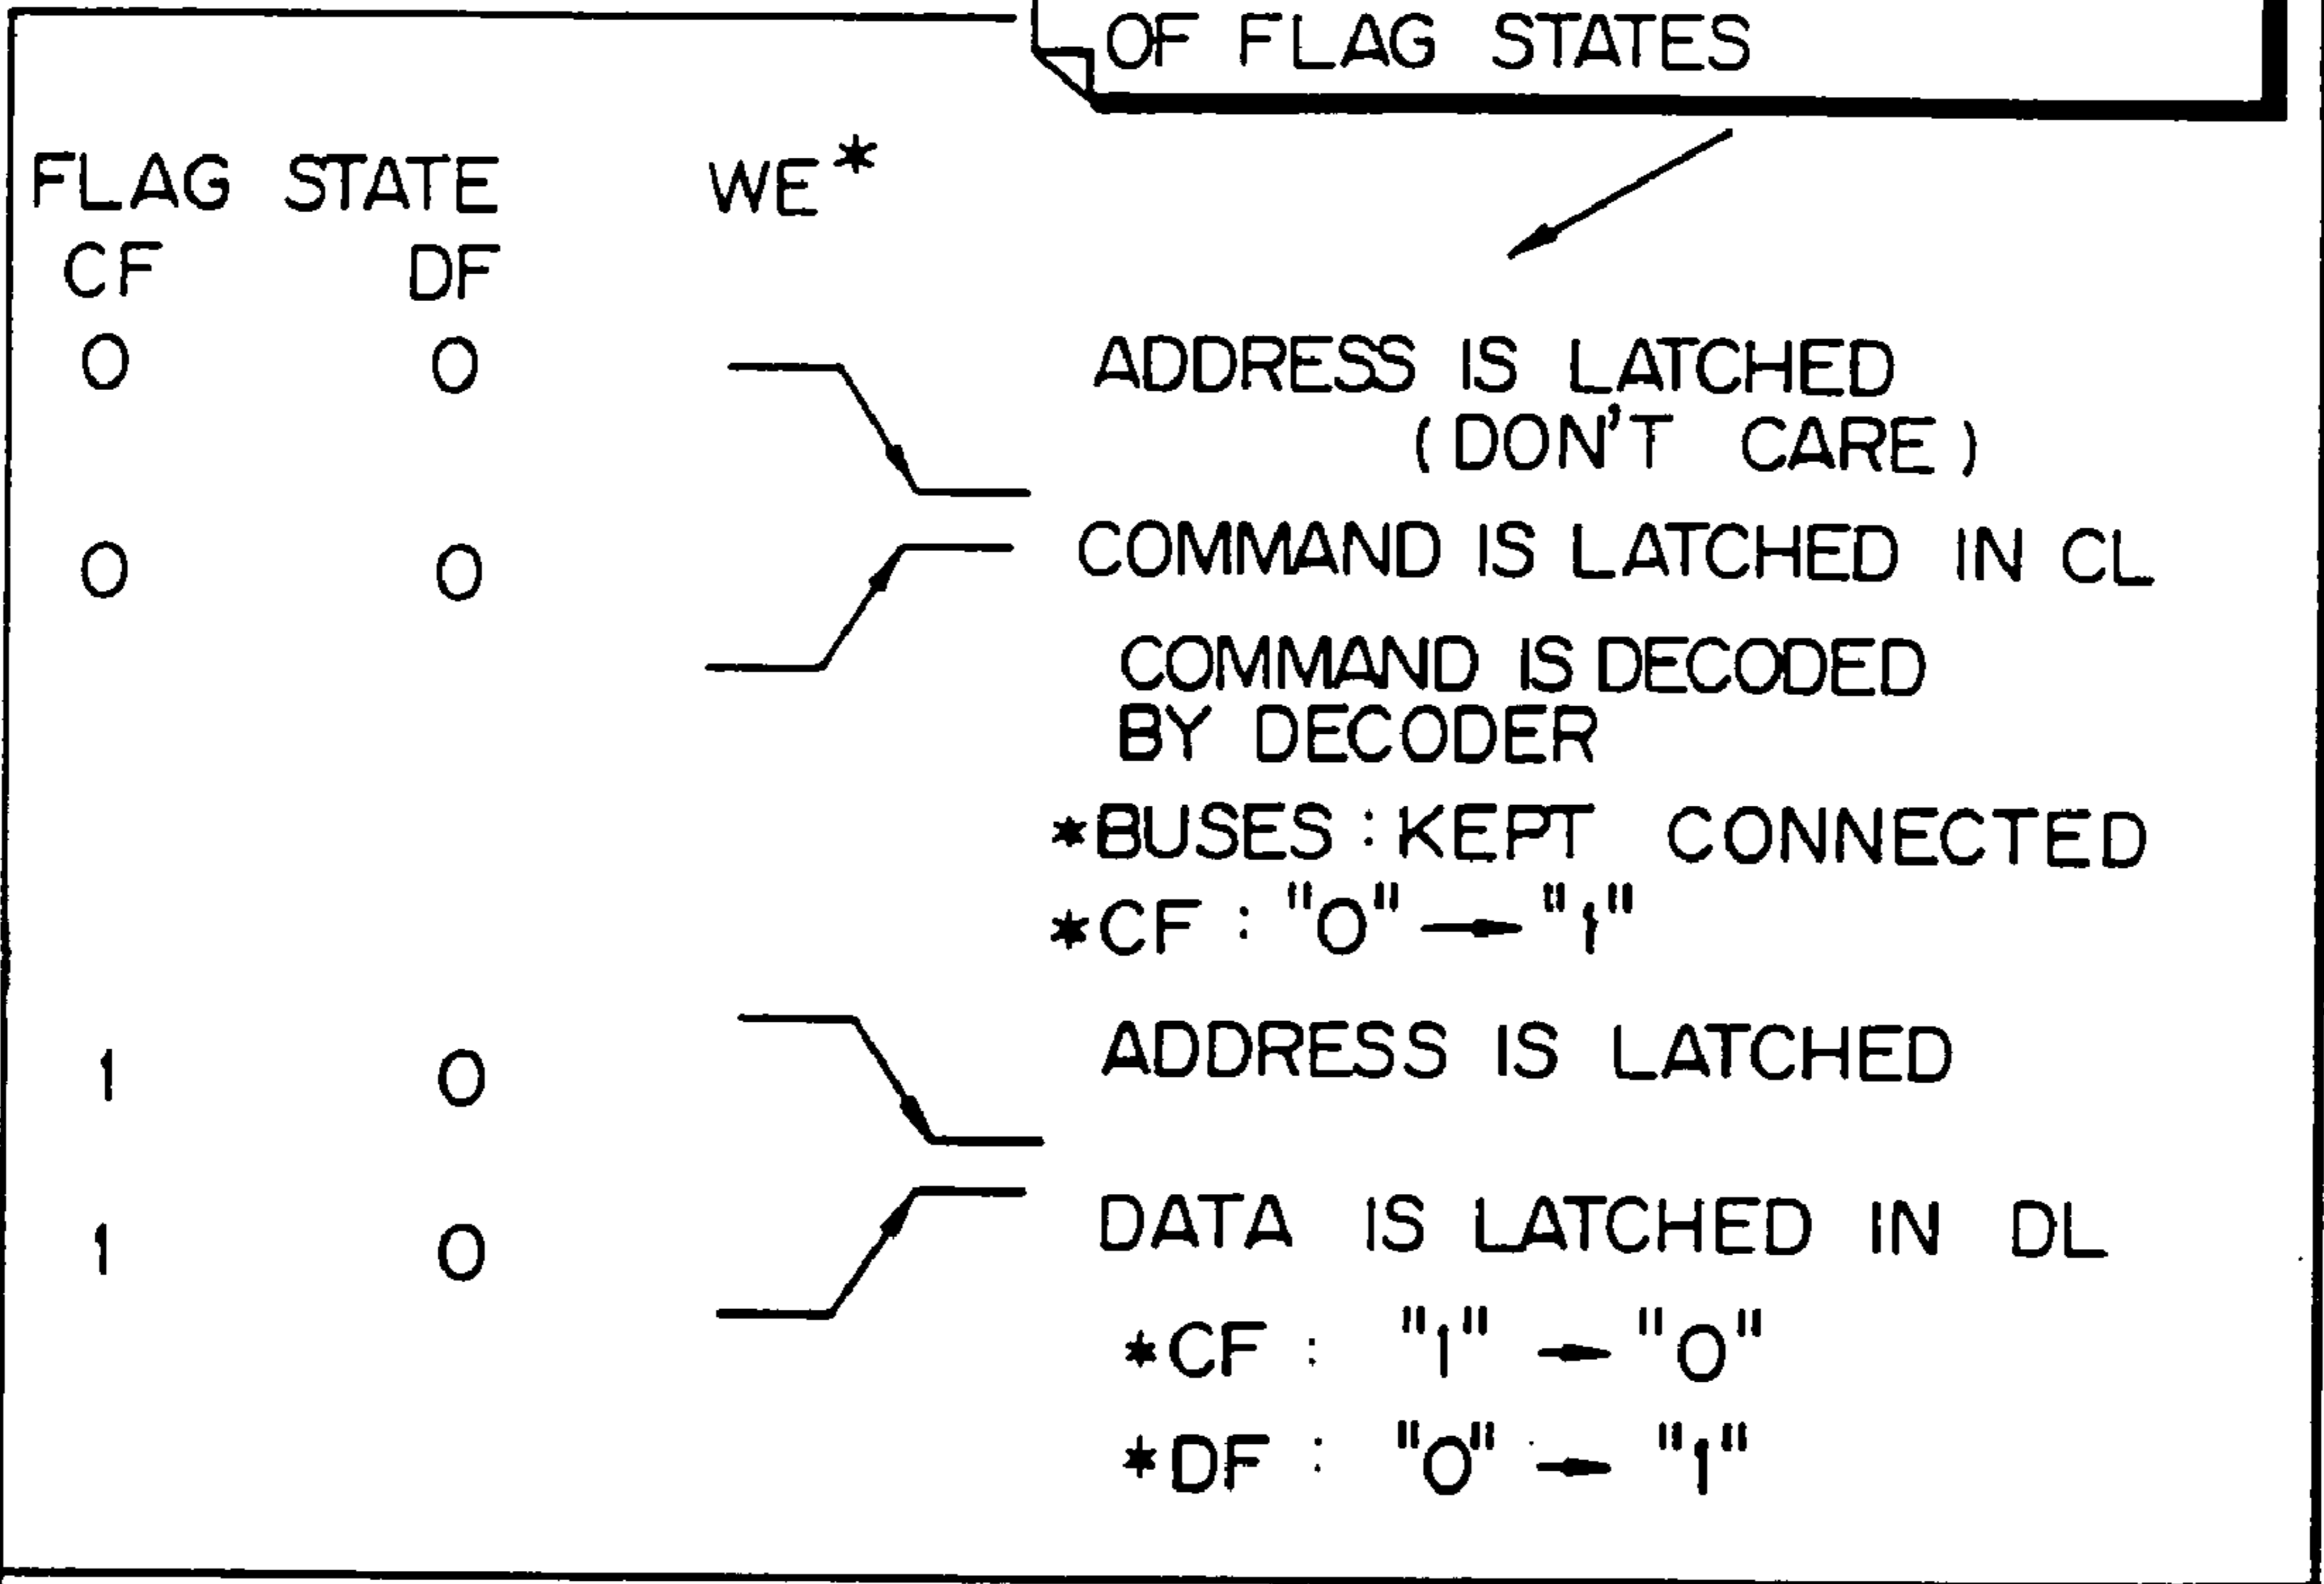 OF FLAG STATES
FLAG STATE WE*
CF DF
0 0 ADDRESS IS LATCHED
(DON'T CARE)
0 0 COMMAND IS LATCHED IN CL
COMMAND IS DECODED
BY DECODER
*BUSES : KEPT CONNECTED
*CF : "0" → "1"
1 0 ADDRESS IS LATCHED
1 0 DATA IS LATCHED IN DL
*CF : "1" → "0"
*DF : "0" → "1"